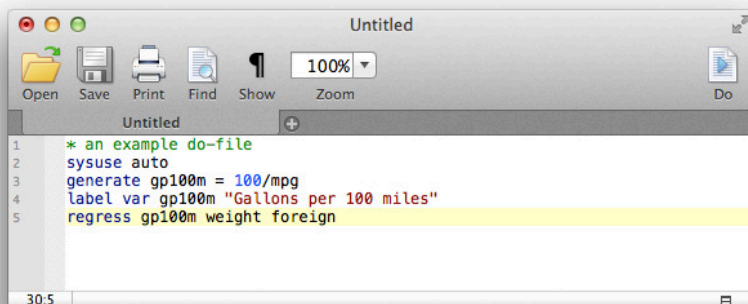 Untitled
100%
Open Save Print Find Show Zoom Do
Untitled
1 * an example do-file
2 sysuse auto
3 generate gp100m = 100/mpg
4 label var gp100m "Gallons per 100 miles"
5 regress gp100m weight foreign
30:5